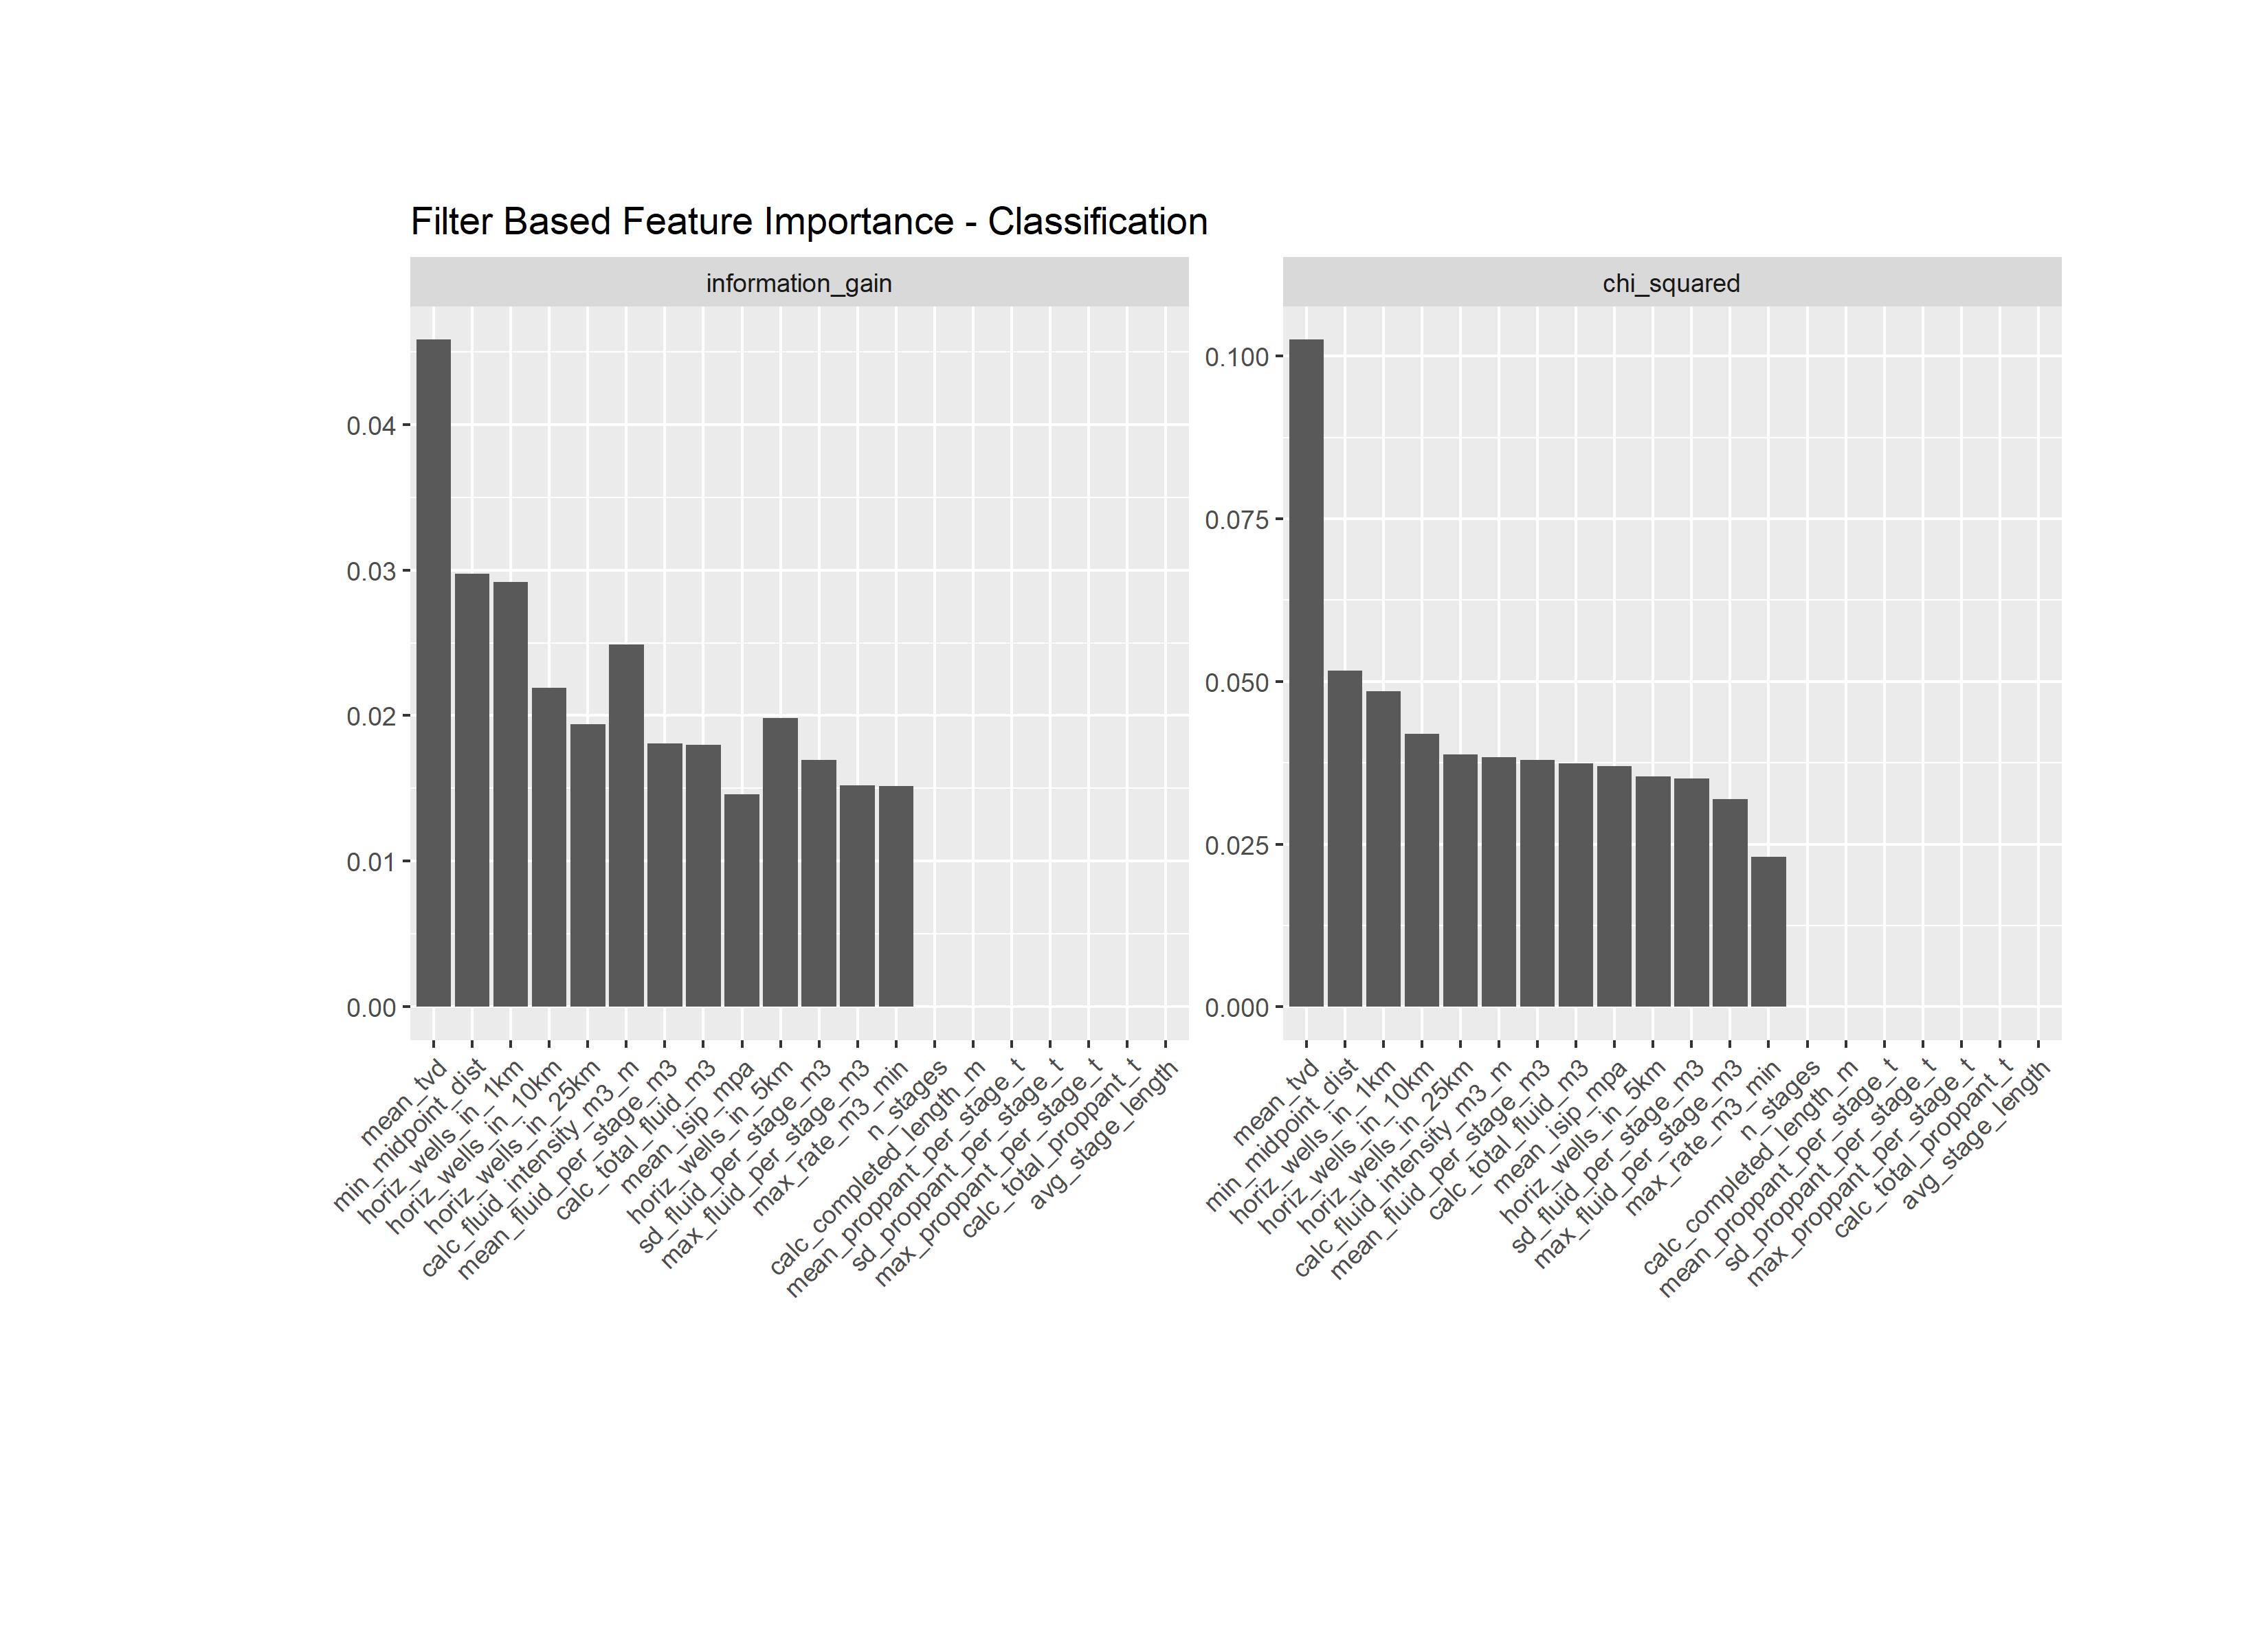 Filter Based Feature Importance - Classification
information_gain
chi_squared
0.04
0.03
0.02
0.01
0.00
0.100
0.075
0.050
0.025
0.000
mean_tvd
min_midpoint_dist
horiz_wells_in_1km
horiz_wells_in_10km
horiz_wells_in_25km
calc_fluid_intensity_m3_m
mean_fluid_per_stage_m3
calc_total_fluid_m3
mean_isip_mpa
horiz_wells_in_5km
sd_fluid_per_stage_m3
max_fluid_per_stage_m3
max_rate_m3_min
n_stages
calc_completed_length_m
mean_proppant_per_stage_t
sd_proppant_per_stage_t
max_proppant_per_stage_t
calc_total_proppant_t
avg_stage_length
mean_tvd
min_midpoint_dist
horiz_wells_in_1km
horiz_wells_in_10km
horiz_wells_in_25km
calc_fluid_intensity_m3_m
mean_fluid_per_stage_m3
calc_total_fluid_m3
mean_isip_mpa
horiz_wells_in_5km
sd_fluid_per_stage_m3
max_fluid_per_stage_m3
max_rate_m3_min
n_stages
calc_completed_length_m
mean_proppant_per_stage_t
sd_proppant_per_stage_t
max_proppant_per_stage_t
calc_total_proppant_t
avg_stage_length